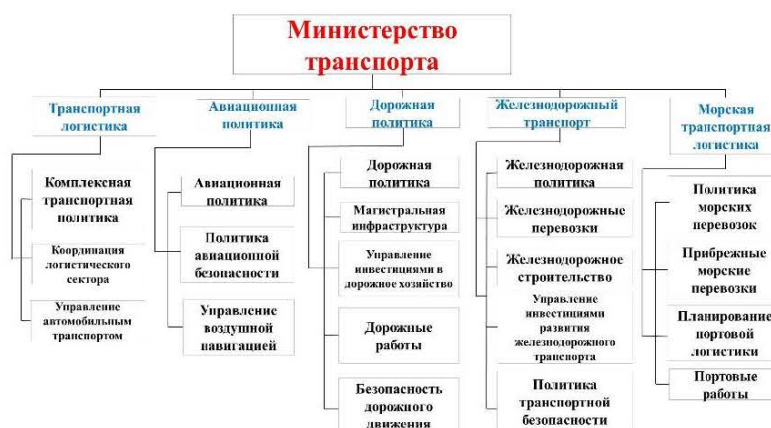 Министерство
транспорта
Транспортная
логистика
Комплексная
транспортная
политика
Координация
логистического
сектора
Управление
автомобильным
транспортом
Авиационная
политика
Авиационная
политика
Политика
авиационной
безопасности
Управление
воздушной
навигацией
Дорожная
политика
Дорожная
политика
Магистральная
инфраструктура
Управление
инвестициями в
дорожное хозяйство
Дорожные
работы
Безопасность
дорожного
движения
Железнодорожный
транспорт
Железнодорожная
политика
Железнодорожные
перевозки
Железнодорожное
строительство
Управление
инвестициями
развития
железнодорожного
транспорта
Политика
транспортной
безопасности
Морская
транспортная
логистика
Политика
морских
перевозок
Прибрежные
морские
перевозки
Планирование
портовой
логистики
Портовые
работы